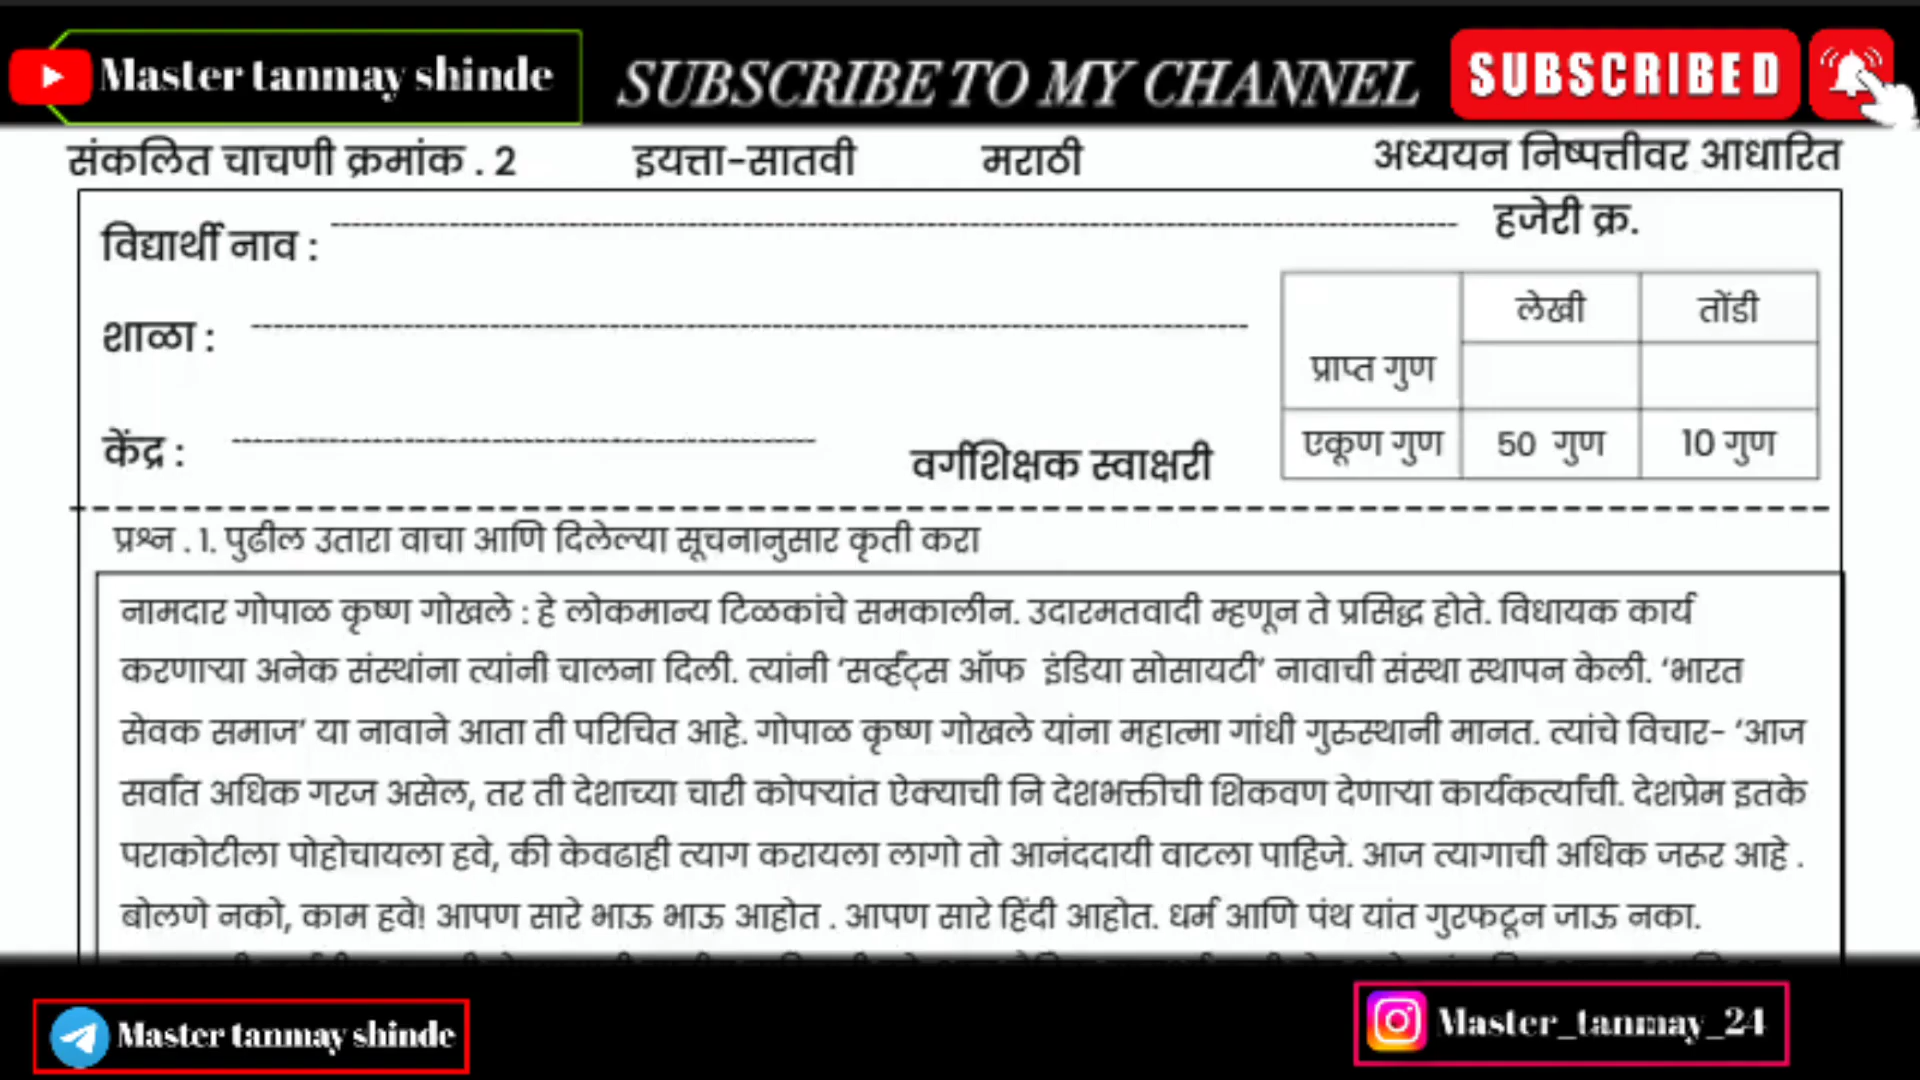 Master tanmay shinde
SUBSCRIBE TO MY CHANNEL
SUBSCRIBED
संकलित चाचणी क्रमांक . 2 इयत्ता-सातवी मराठी अध्ययन निष्पत्तीवर आधारित
विद्यार्थी नाव : हजेरी क्र.
शाळा :
केंद्र :
वर्गशिक्षक स्वाक्षरी
लेखी तोंडी
प्राप्त गुण
एकूण गुण 50 गुण 10 गुण
प्रश्न . 1. पुढील उतारा वाचा आणि दिलेल्या सूचनानुसार कृती करा
नामदार गोपाळ कृष्ण गोखले : हे लोकमान्य टिळकांचे समकालीन. उदारमतवादी म्हणून ते प्रसिद्ध होते. विधायक कार्य
करणाऱ्या अनेक संस्थांना त्यांनी चालना दिली. त्यांनी ‘सर्व्हंट्स ऑफ इंडिया सोसायटी’ नावाची संस्था स्थापन केली. ‘भारत
सेवक समाज’ या नावाने आता ती परिचित आहे. गोपाळ कृष्ण गोखले यांना महात्मा गांधी गुरुस्थानी मानत. त्यांचे विचार- ‘आज
सर्वात अधिक गरज असेल, तर ती देशाच्या चारी कोपऱ्यांत ऐक्याची नि देशभक्तीची शिकवण देणाऱ्या कार्यकर्त्यांची. देशप्रेम इतके
पराकोटीला पोहोचायला हवे, की केवढाही त्याग करायला लागो तो आनंददायी वाटला पाहिजे. आज त्यागाची अधिक जरूर आहे .
बोलणे नको, काम हवे! आपण सारे भाऊ भाऊ आहोत . आपण सारे हिंदी आहोत. धर्म आणि पंथ यांत गुरफटून जाऊ नका.
Master tanmay shinde
Master_tanmay_24